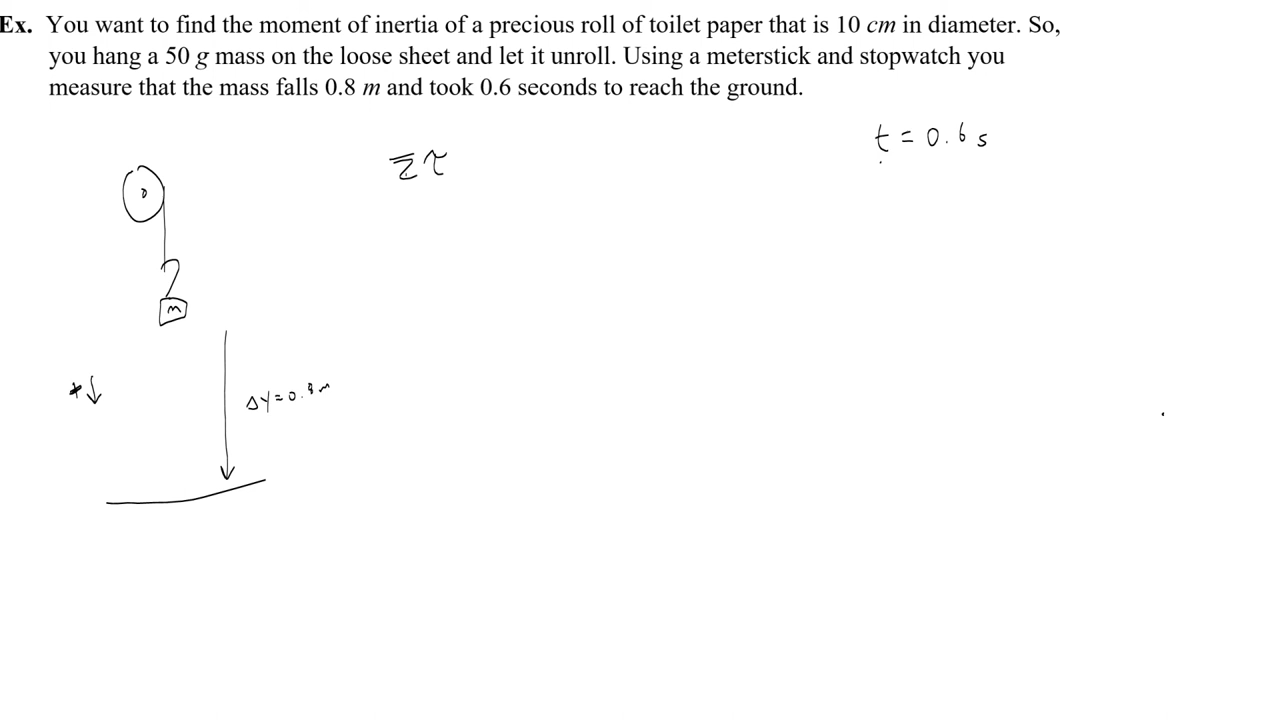 Ex. You want to find the moment of inertia of a precious roll of toilet paper that is 10 cm in diameter. So,
you hang a 50 g mass on the loose sheet and let it unroll. Using a meterstick and stopwatch you
measure that the mass falls 0.8 m and took 0.6 seconds to reach the ground.
t = 0.6 s
Στ
m
+↓
Δy = 0.8 m